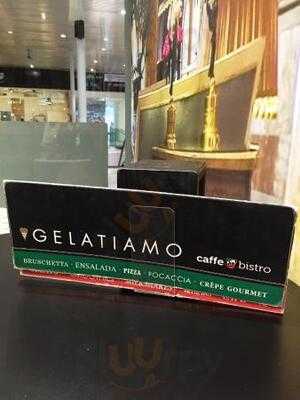 GELATIAMO
caffe bistro
BRUSCHETTA · ENSALADA · PIZZA · FOCACCIA · CRÊPE GOURMET